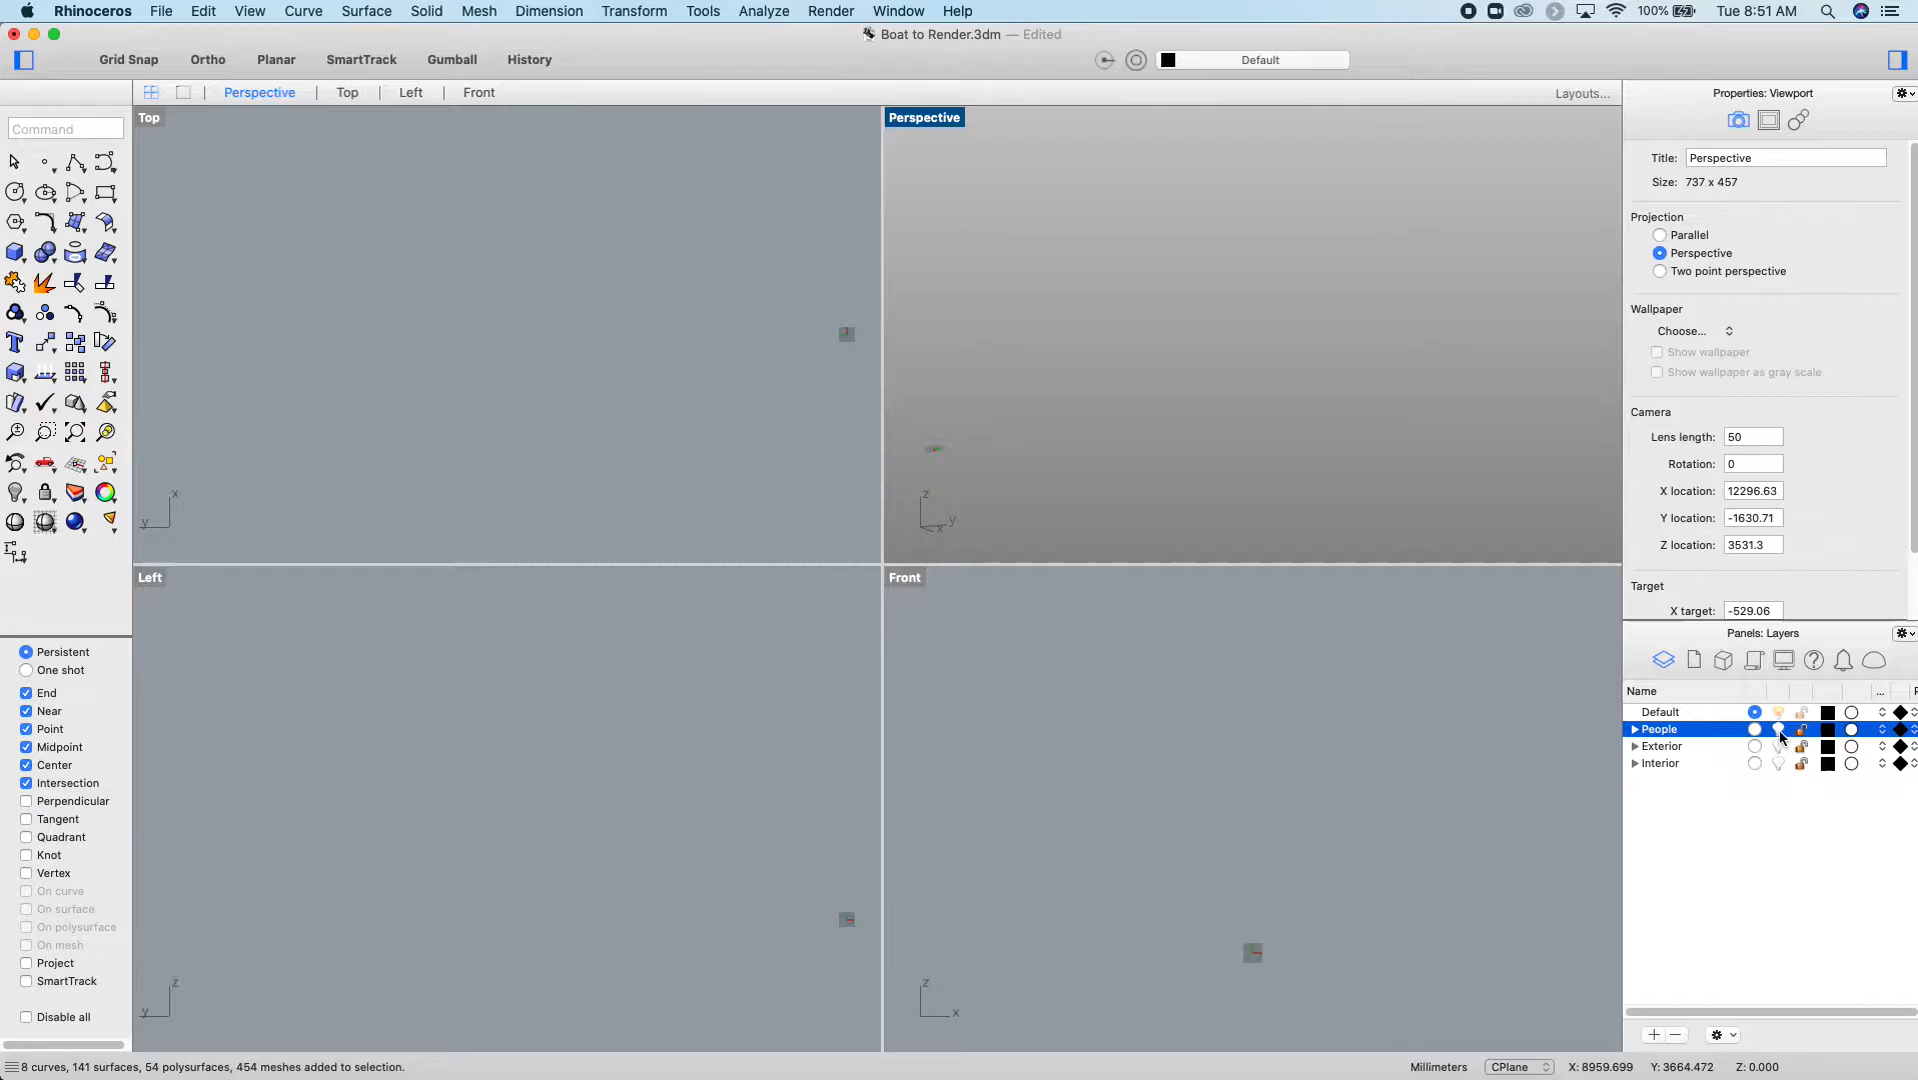 Rhinoceros File Edit View Curve Surface Solid Mesh Dimension Transform Tools Analyze Render Window Help 100% Tue 8:51 AM
Boat to Render.3dm — Edited
Grid Snap Ortho Planar SmartTrack Gumball History Default
Perspective Top Left Front Layouts...
Properties: Viewport
Command
Top
Perspective
Title: Perspective
Size: 737 x 457
Projection
Parallel
Perspective
Two point perspective
Wallpaper
Choose...
Show wallpaper
Show wallpaper as gray scale
Camera
Lens length: 50
Rotation: 0
X location: 12296.63
Y location: -1630.71
Z location: 3531.3
Target
X target: -529.06
x
y
z
y
x
Left
Front
z
y
z
x
Persistent
One shot
End
Near
Point
Midpoint
Center
Intersection
Perpendicular
Tangent
Quadrant
Knot
Vertex
On curve
On surface
On polysurface
On mesh
Project
SmartTrack
Disable all
Panels: Layers
Name ... P
Default
People
Exterior
Interior
8 curves, 141 surfaces, 54 polysurfaces, 454 meshes added to selection.
Millimeters CPlane X: 8959.699 Y: 3664.472 Z: 0.000